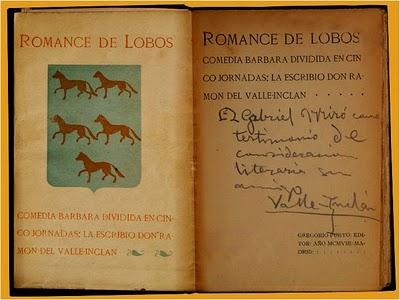 ROMANCE DE LOBOS
COMEDIA BARBARA DIVIDIDA EN CIN-
CO JORNADAS; LA ESCRIBIO DON RA-
MON DEL VALLE-INCLAN
ROMANCE DE LOBOS
COMEDIA BARBARA DIVIDIDA EN CIN
CO JORNADAS; LA ESCRIBIO DON RA-
MON DEL VALLE-INCLAN . . . . .
A Gabriel Miró como
testimonio de
consideracion
literaria su
amigo
Valle-Inclán
GREGORIO PUEYO: EDI-
TOR: AÑO MCMVIII: MA-
DRID: : : : : : : :